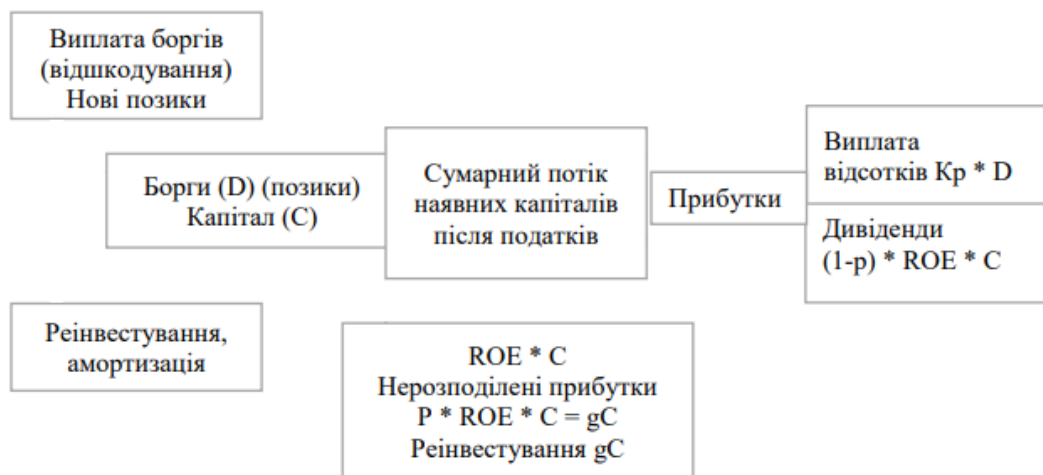 Виплата боргів
(відшкодування)
Нові позики
Борги (D) (позики)
Капітал (С)
Сумарний потік
наявних капіталів
після податків
Прибутки
Виплата
відсотків Кр * D
Дивіденди
(1-p) * ROE * C
Реінвестування,
амортизація
ROE * C
Нерозподілені прибутки
P * ROE * C = gC
Реінвестування gC